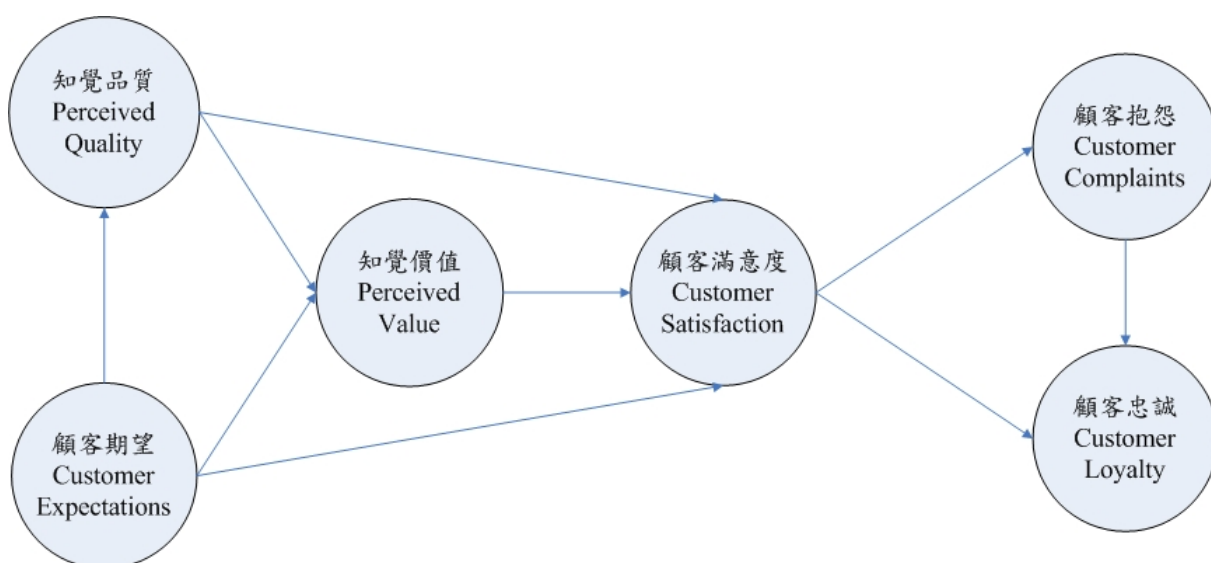 知覺品質
Perceived
Quality
顧客抱怨
Customer
Complaints
知覺價值
Perceived
Value
顧客滿意度
Customer
Satisfaction
顧客期望
Customer
Expectations
顧客忠誠
Customer
Loyalty